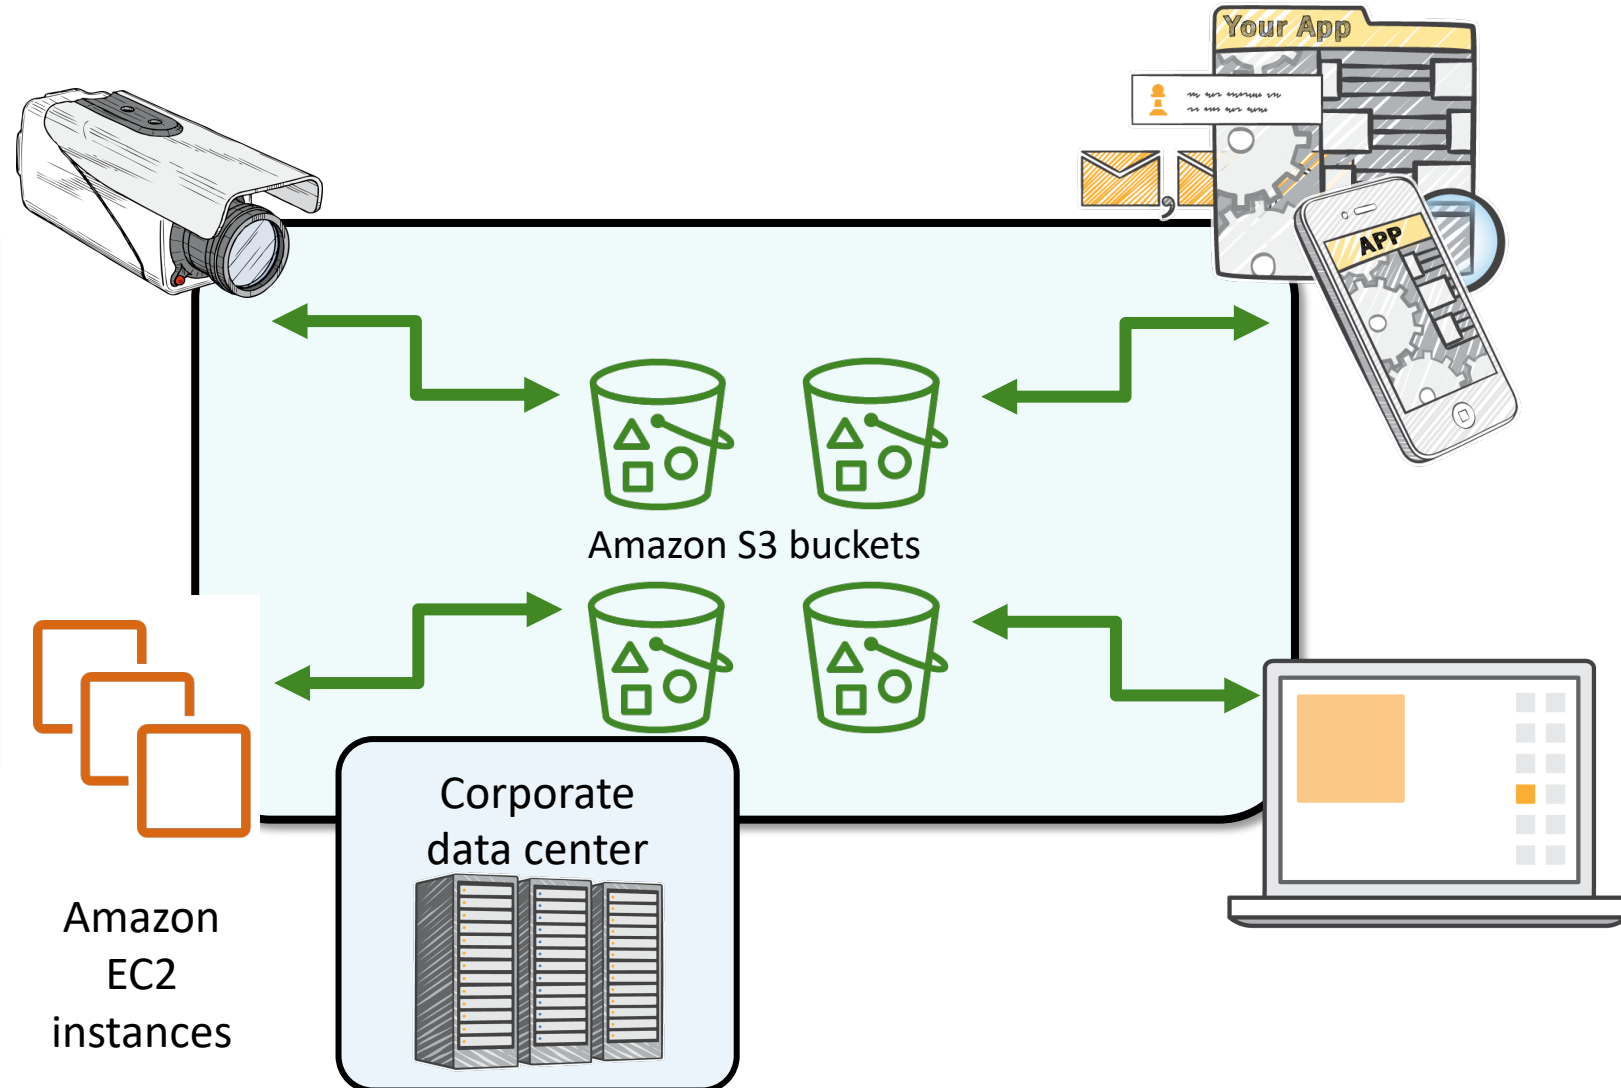 Your App
APP
Amazon S3 buckets
Corporate
data center
Amazon
EC2
instances